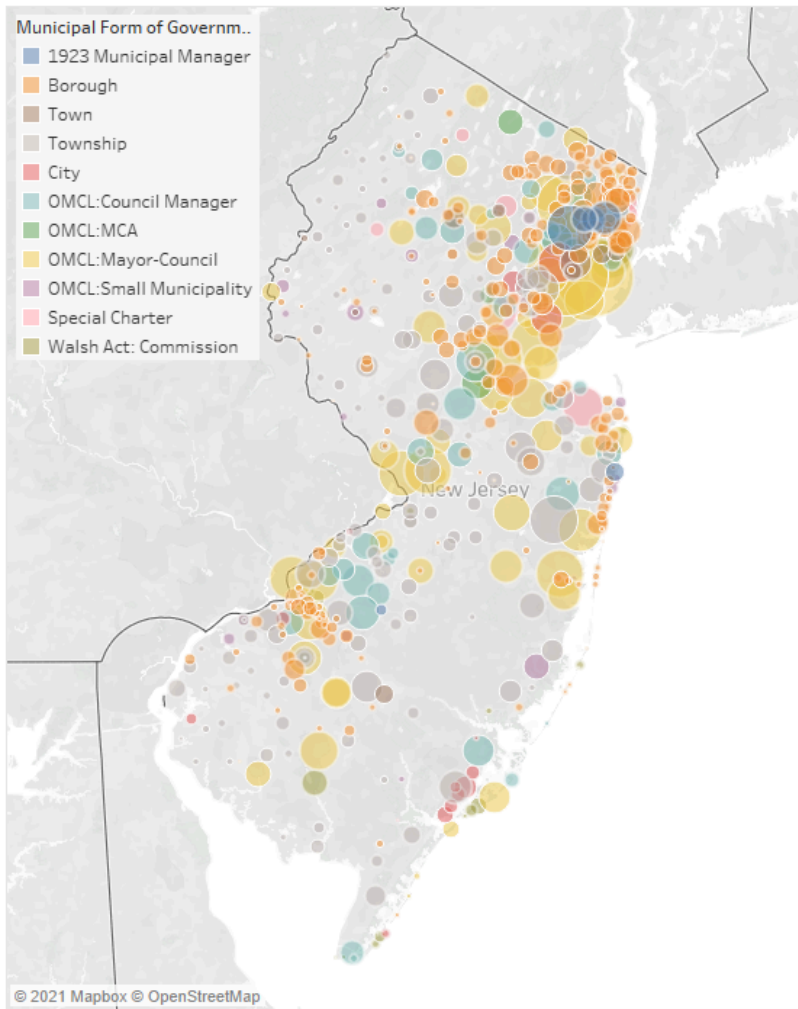 Municipal Form of Governm..
1923 Municipal Manager
Borough
Town
Township
City
OMCL:Council Manager
OMCL:MCA
OMCL:Mayor-Council
OMCL:Small Municipality
Special Charter
Walsh Act: Commission
New Jersey
© 2021 Mapbox © OpenStreetMap